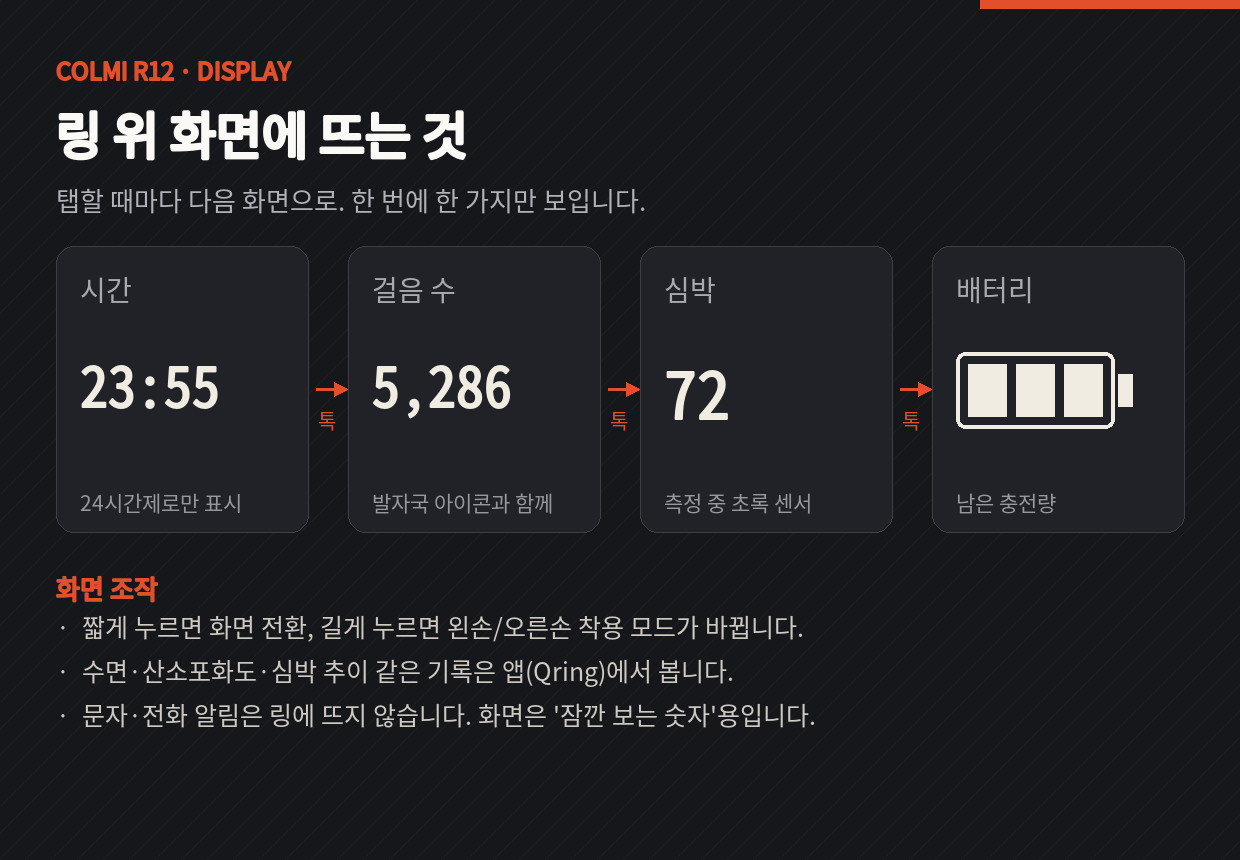 COLMI R12 · DISPLAY
링 위 화면에 뜨는 것
탭할 때마다 다음 화면으로. 한 번에 한 가지만 보입니다.
시간
23:55
24시간제로만 표시
톡
걸음 수
5,286
발자국 아이콘과 함께
톡
심박
72
측정 중 초록 센서
톡
배터리
남은 충전량
화면 조작
· 짧게 누르면 화면 전환, 길게 누르면 왼손/오른손 착용 모드가 바뀝니다.
· 수면·산소포화도·심박 추이 같은 기록은 앱(Qring)에서 봅니다.
· 문자·전화 알림은 링에 뜨지 않습니다. 화면은 '잠깐 보는 숫자'용입니다.